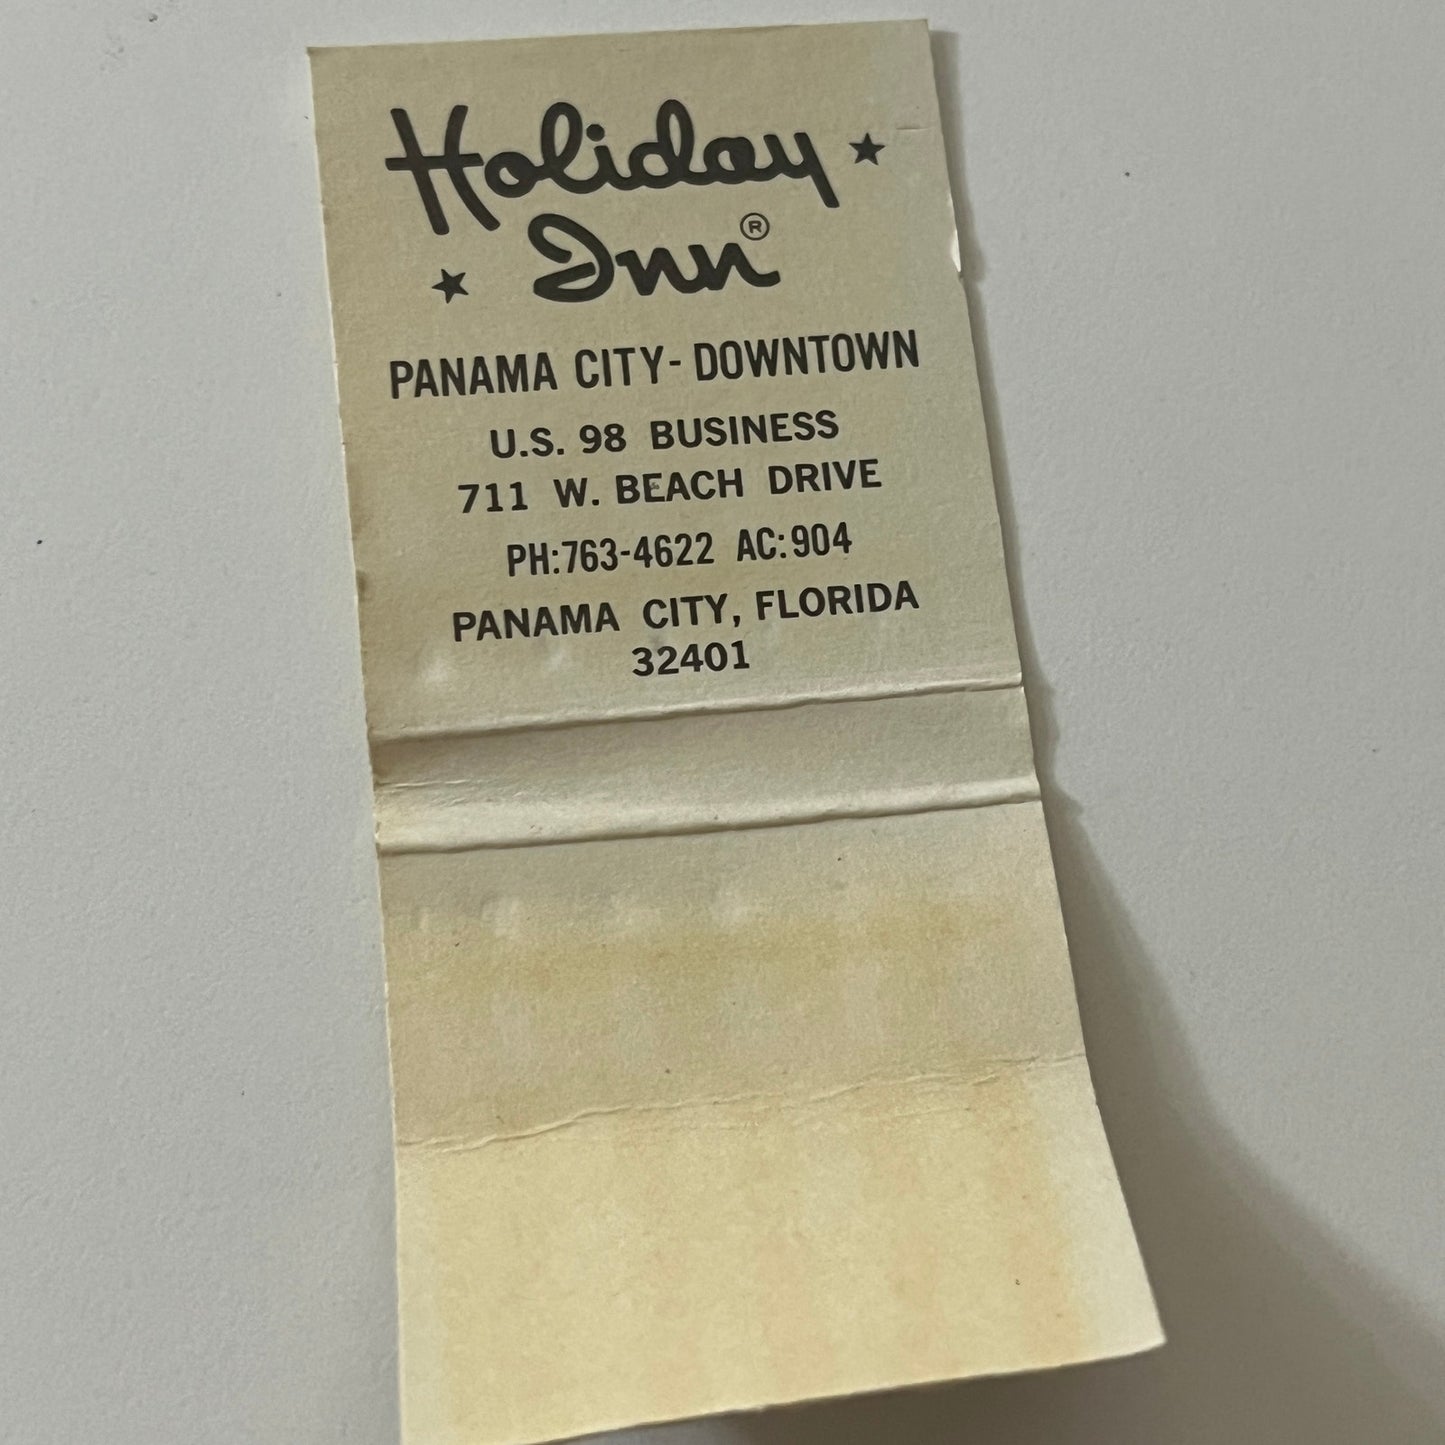 Holiday
Inn®
PANAMA CITY-DOWNTOWN
U.S. 98 BUSINESS
711 W. BEACH DRIVE
PH:763-4622 AC:904
PANAMA CITY, FLORIDA
32401